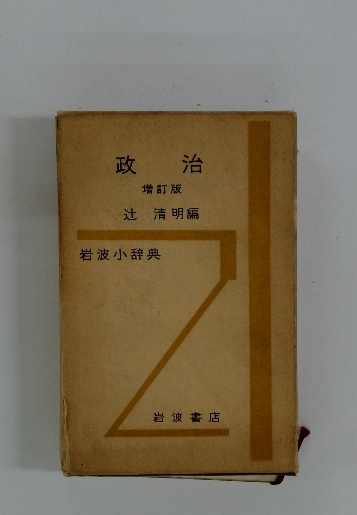 政治
増訂版
辻 清明編
岩波小辞典
岩波書店